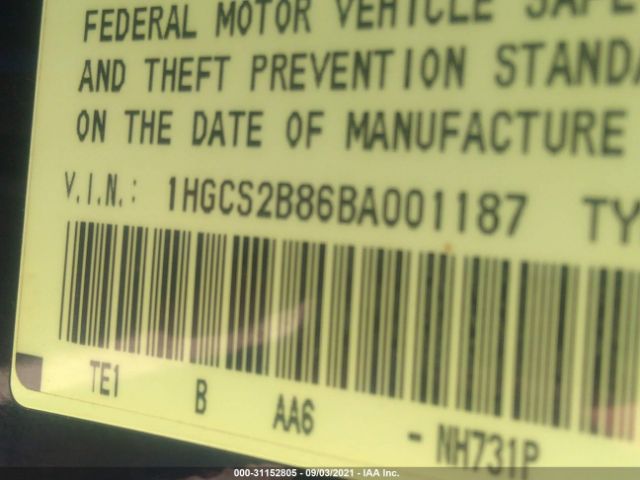 FEDERAL MOTOR VEHICLE SAFE
AND THEFT PREVENTION STANDA
ON THE DATE OF MANUFACTURE
V.I.N.: 1HGCS2B86BA001187 TY
TE1 B AA6 - NH731P
000-31152805 - 09/03/2021 - IAA Inc.